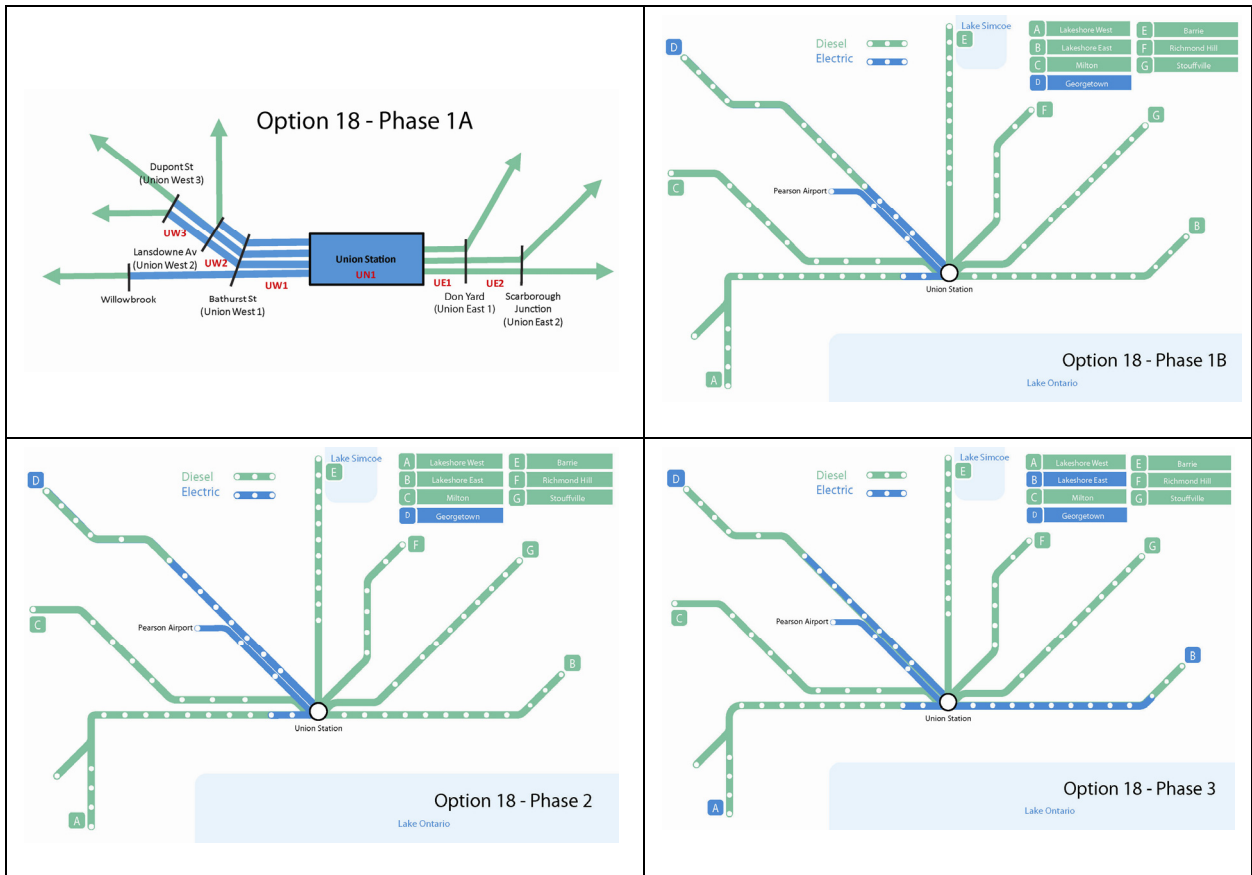 Option 18 - Phase 1A
Dupont St
(Union West 3)
UW3
Lansdowne Av
(Union West 2)
UW2
Willowbrook
Bathurst St
(Union West 1)
UW1
Union Station
UN1
UE1
Don Yard
(Union East 1)
UE2
Scarborough
Junction
(Union East 2)
Lake Simcoe
Diesel
Electric
A Lakeshore West
B Lakeshore East
C Milton
D Georgetown
E Barrie
F Richmond Hill
G Stouffville
D
E
F
G
C
B
A
Pearson Airport
Union Station
Option 18 - Phase 1B
Lake Ontario
Lake Simcoe
Diesel
Electric
A Lakeshore West
B Lakeshore East
C Milton
D Georgetown
E Barrie
F Richmond Hill
G Stouffville
D
E
F
G
C
B
A
Pearson Airport
Union Station
Option 18 - Phase 2
Lake Ontario
Lake Simcoe
Diesel
Electric
A Lakeshore West
B Lakeshore East
C Milton
D Georgetown
E Barrie
F Richmond Hill
G Stouffville
D
E
F
G
C
B
A
Pearson Airport
Union Station
Option 18 - Phase 3
Lake Ontario